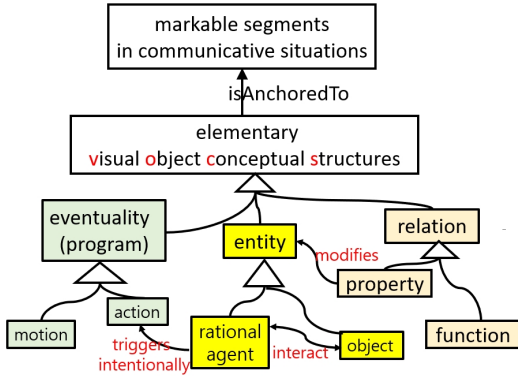 markable segments
in communicative situations
isAnchoredTo
elementary
visual object conceptual structures
eventuality
(program)
entity
relation
modifies
property
motion
action
rational
agent
object
function
triggers
intentionally
interact